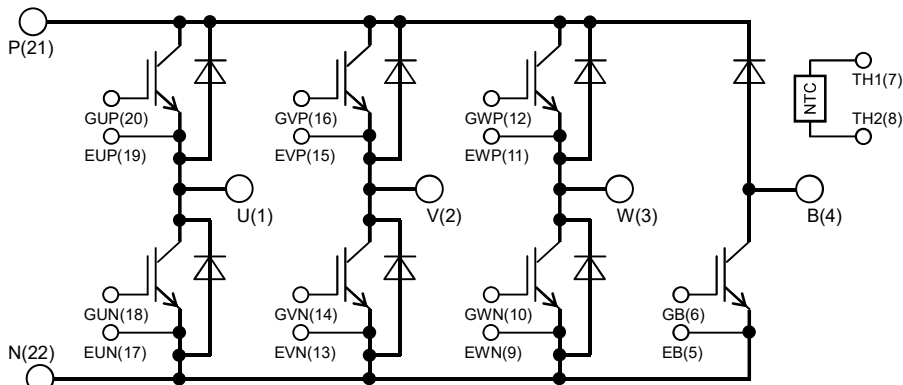 P(21)
GUP(20)
EUP(19)
GVP(16)
EVP(15)
GWP(12)
EWP(11)
NTC
TH1(7)
TH2(8)
U(1)
V(2)
W(3)
B(4)
GUN(18)
EUN(17)
GVN(14)
EVN(13)
GWN(10)
EWN(9)
GB(6)
EB(5)
N(22)